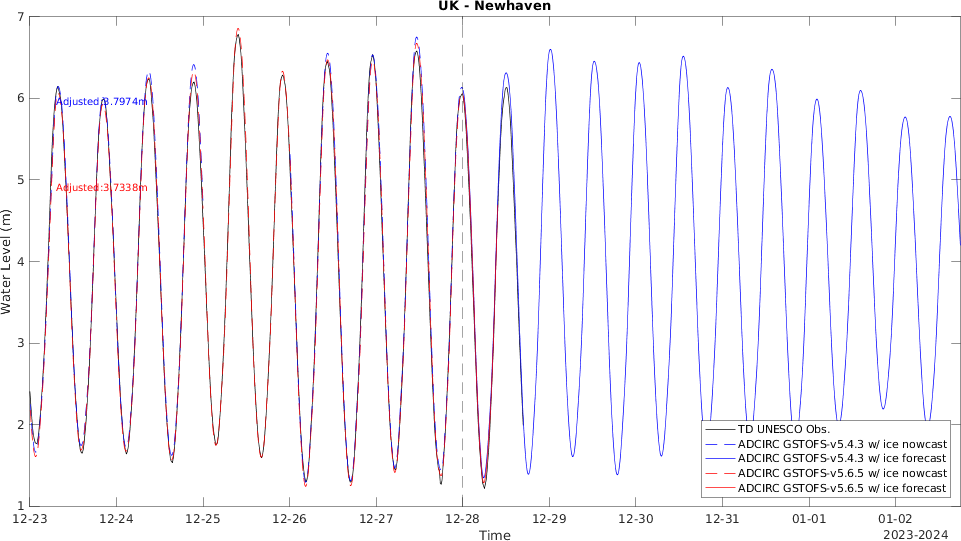 UK - Newhaven
7
6
5
4
3
2
1
Water Level (m)
Adjusted:3.7974m
Adjusted:3.7338m
TD UNESCO Obs.
ADCIRC GSTOFS-v5.4.3 w/ ice nowcast
ADCIRC GSTOFS-v5.4.3 w/ ice forecast
ADCIRC GSTOFS-v5.6.5 w/ ice nowcast
ADCIRC GSTOFS-v5.6.5 w/ ice forecast
12-23 12-24 12-25 12-26 12-27 12-28 12-29 12-30 12-31 01-01 01-02
Time
2023-2024